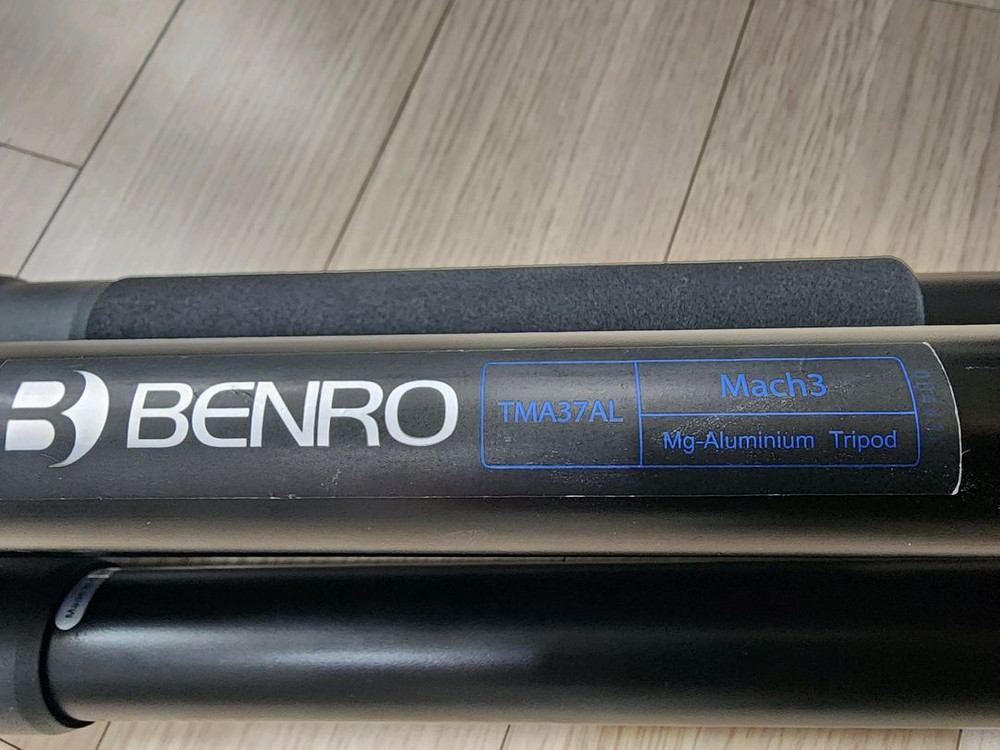 BENRO
TMA37AL
Mach3
Mg-Aluminium Tripod